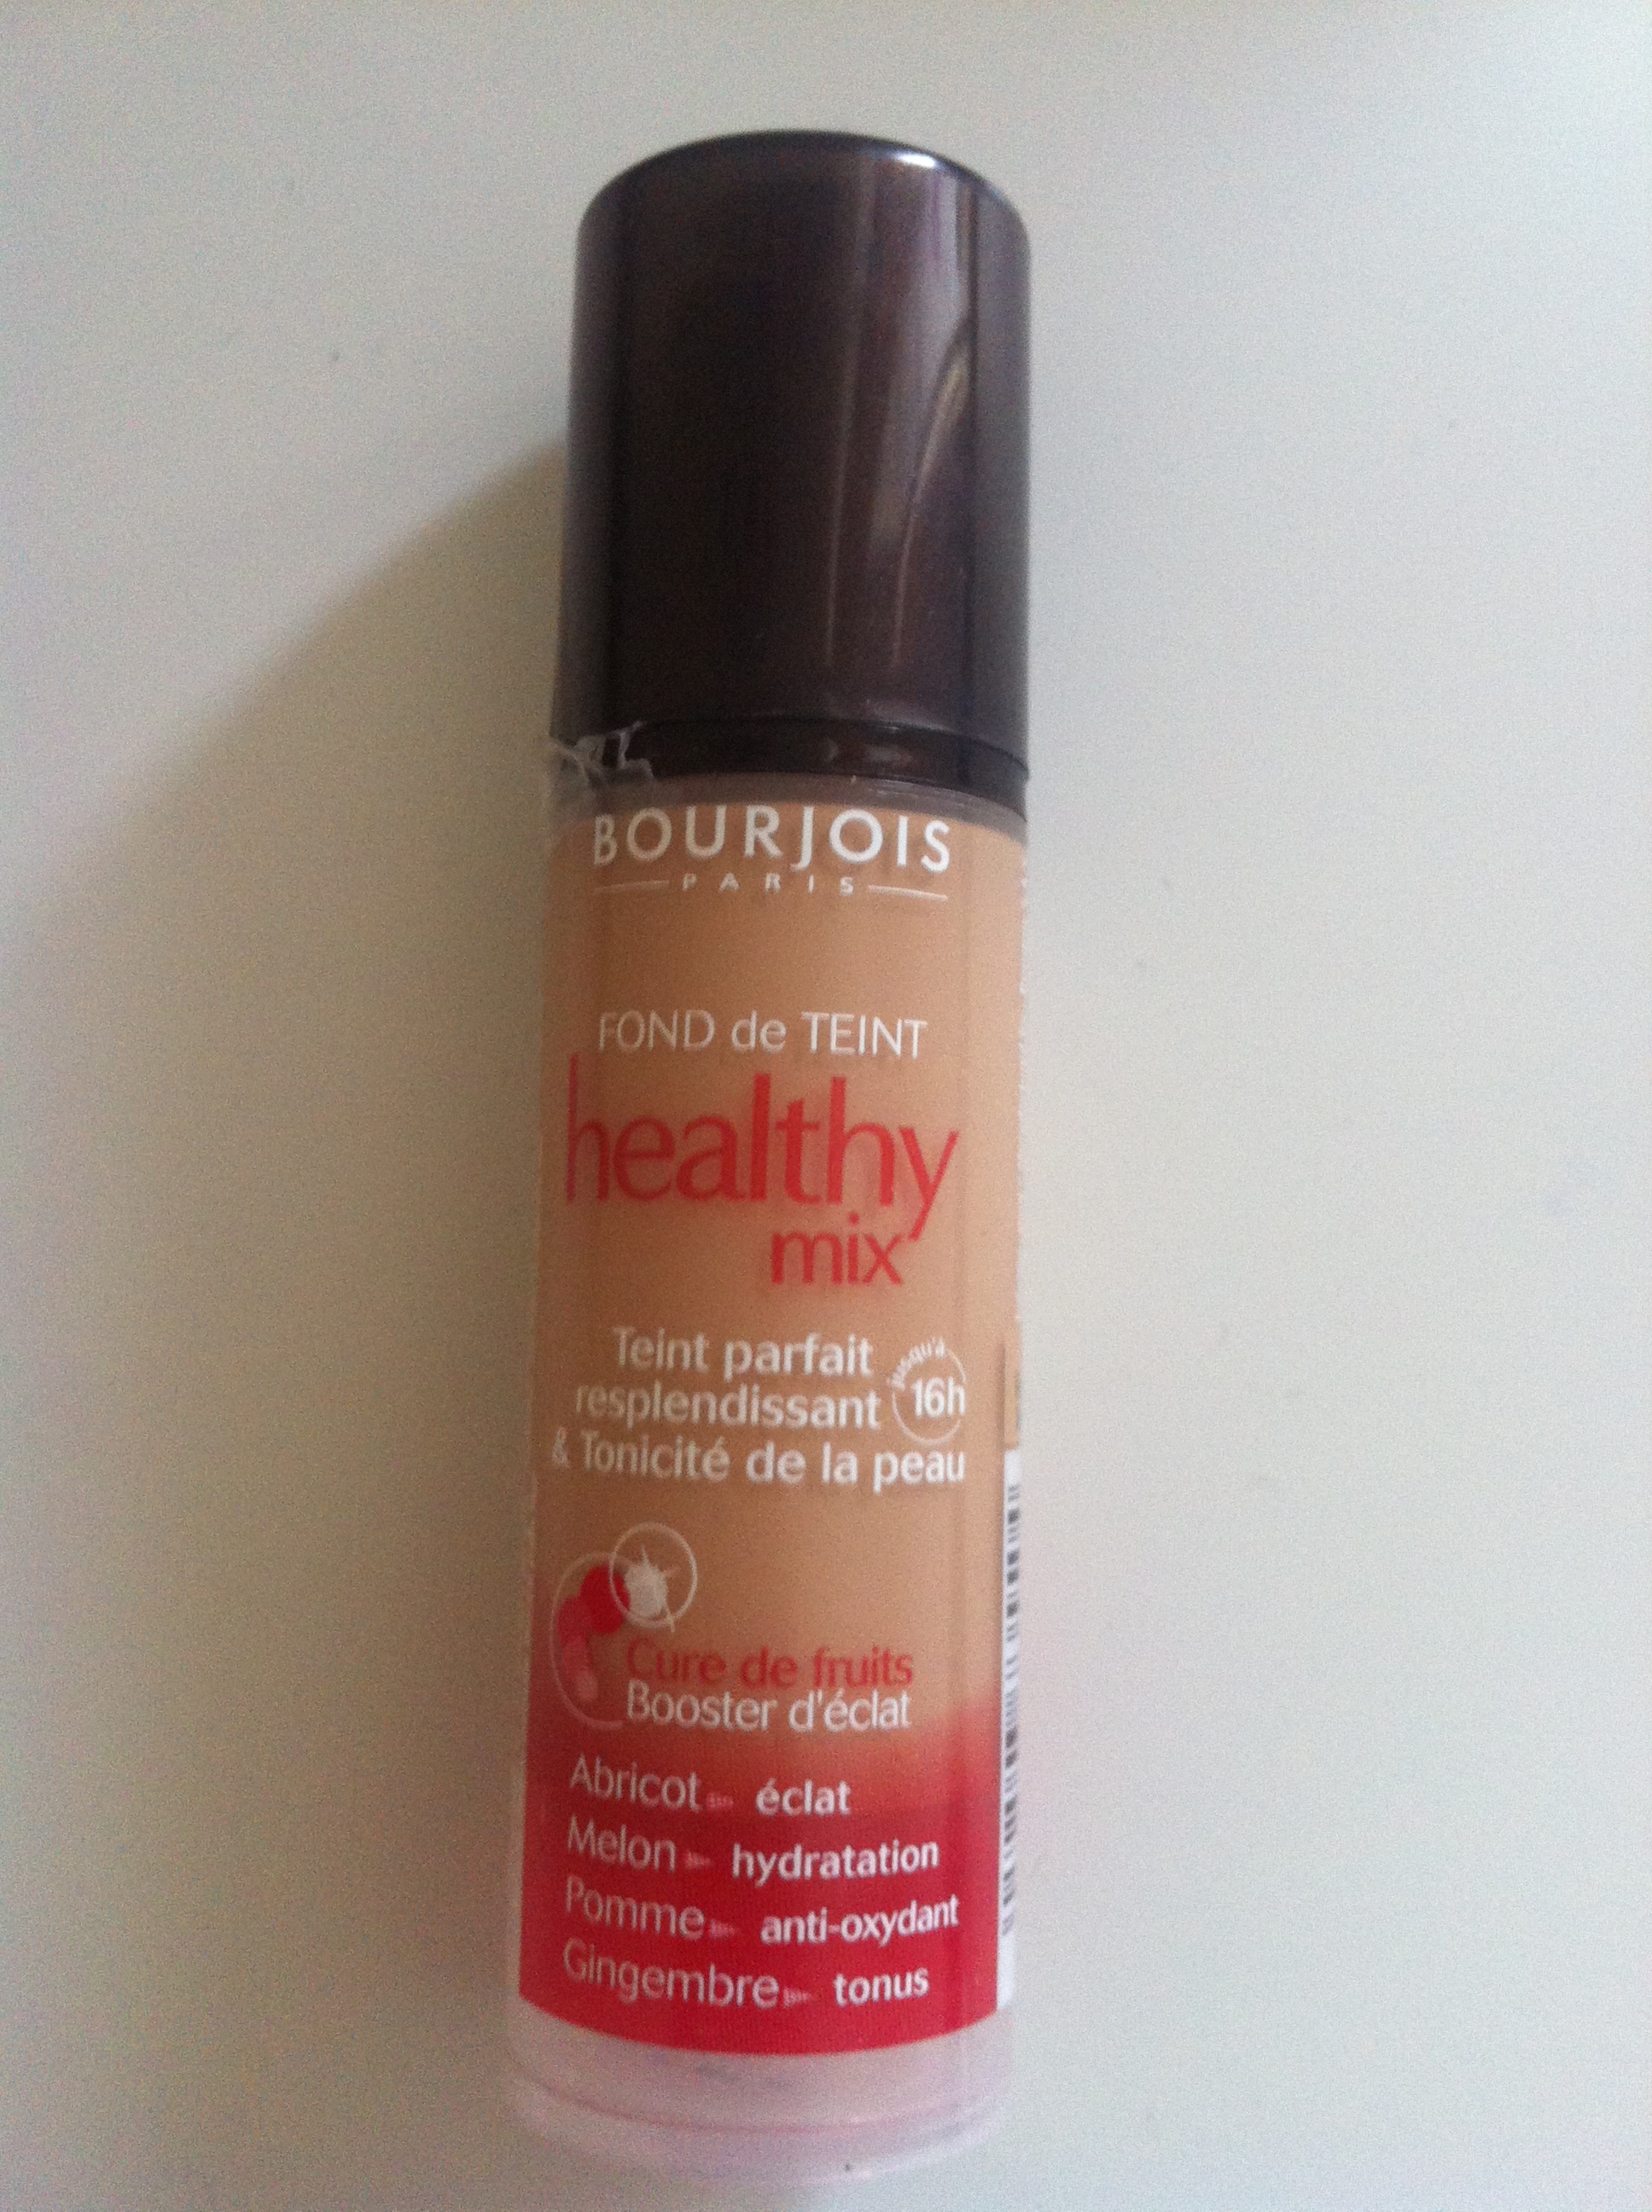 BOURJOIS
PARIS
FOND de TEINT
healthy
mix
Teint parfait
resplendissant
jusqu'à
16h
& Tonicité de la peau
Cure de fruits
Booster d'éclat
Abricot éclat
Melon hydratation
Pomme anti-oxydant
Gingembre tonus